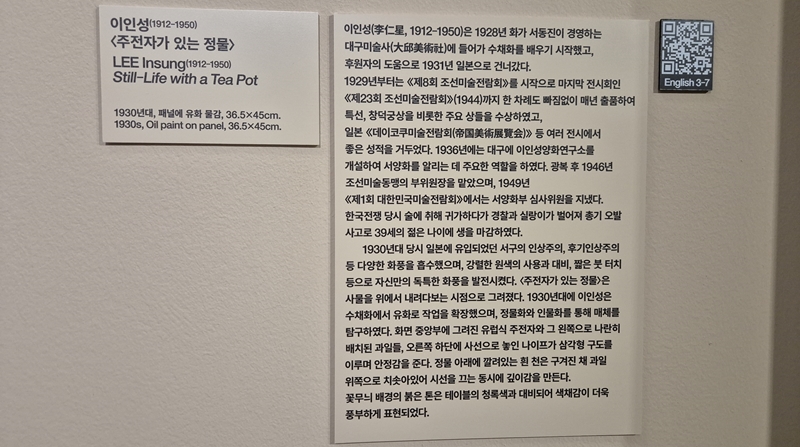 이인성(1912-1950)
〈주전자가 있는 정물〉
LEE Insung(1912-1950)
Still-Life with a Tea Pot
1930년대, 패널에 유화 물감, 36.5×45cm.
1930s, Oil paint on panel, 36.5×45cm.
이인성(李仁星, 1912-1950)은 1928년 화가 서동진이 경영하는
대구미술사(大邱美術社)에 들어가 수채화를 배우기 시작했고,
후원자의 도움으로 1931년 일본으로 건너갔다.
1929년부터는 《제8회 조선미술전람회》를 시작으로 마지막 전시회인
《제23회 조선미술전람회》(1944)까지 한 차례도 빠짐없이 매년 출품하여
특선, 창덕궁상을 비롯한 주요 상들을 수상하였고,
일본 《데이코쿠미술전람회(帝国美術展覽会)》 등 여러 전시에서
좋은 성적을 거두었다. 1936년에는 대구에 이인성양화연구소를
개설하여 서양화를 알리는 데 주요한 역할을 하였다. 광복 후 1946년
조선미술동맹의 부위원장을 맡았으며, 1949년
《제1회 대한민국미술전람회》에서는 서양화부 심사위원을 지냈다.
한국전쟁 당시 술에 취해 귀가하다가 경찰과 실랑이가 벌어져 총기 오발
사고로 39세의 젊은 나이에 생을 마감하였다.
1930년대 당시 일본에 유입되었던 서구의 인상주의, 후기인상주의
등 다양한 화풍을 흡수했으며, 강렬한 원색의 사용과 대비, 짧은 붓 터치
등으로 자신만의 독특한 화풍을 발전시켰다. 〈주전자가 있는 정물〉은
사물을 위에서 내려다보는 시점으로 그려졌다. 1930년대에 이인성은
수채화에서 유화로 작업을 확장했으며, 정물화와 인물화를 통해 매체를
탐구하였다. 화면 중앙부에 그려진 유럽식 주전자와 그 왼쪽으로 나란히
배치된 과일들, 오른쪽 하단에 사선으로 놓인 나이프가 삼각형 구도를
이루며 안정감을 준다. 정물 아래에 깔려있는 흰 천은 구겨진 채 과일
위쪽으로 치솟아있어 시선을 끄는 동시에 깊이감을 만든다.
꽃무늬 배경의 붉은 톤은 테이블의 청록색과 대비되어 색채감이 더욱
풍부하게 표현되었다.
English 3-7